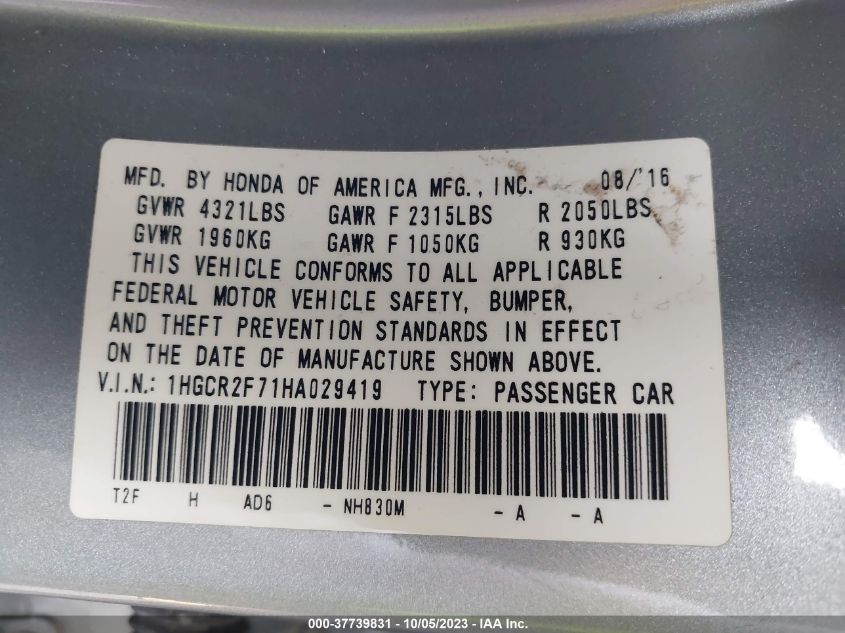 MFD. BY HONDA OF AMERICA MFG., INC. 08/'16
GVWR 4321LBS GAWR F 2315LBS R 2050LBS
GVWR 1960KG GAWR F 1050KG R 930KG
THIS VEHICLE CONFORMS TO ALL APPLICABLE
FEDERAL MOTOR VEHICLE SAFETY, BUMPER,
AND THEFT PREVENTION STANDARDS IN EFFECT
ON THE DATE OF MANUFACTURE SHOWN ABOVE.
V.I.N.: 1HGCR2F71HA029419 TYPE: PASSENGER CAR
T2F H AD6 - NH830M - A - A
000-37739831 - 10/05/2023 - IAA Inc.